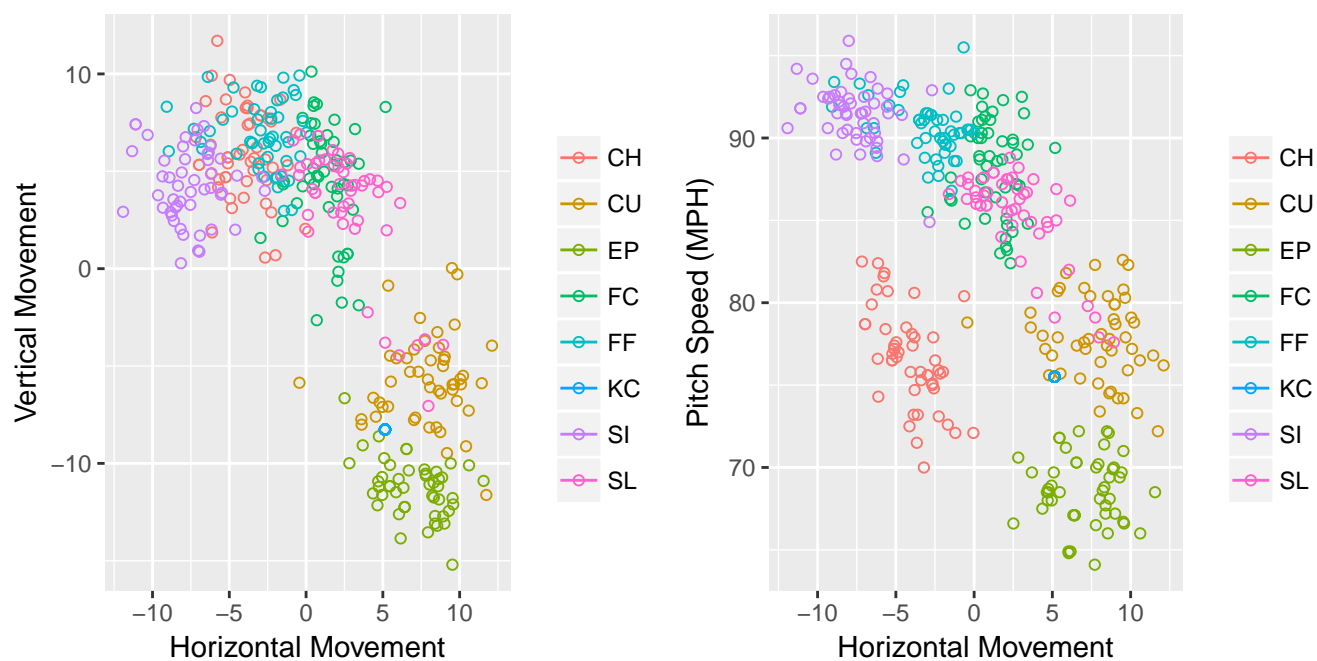 Vertical Movement
10
0
−10
−10
−5
0
5
10
Horizontal Movement
CH
CU
EP
FC
FF
KC
SI
SL
Pitch Speed (MPH)
90
80
70
−10
−5
0
5
10
Horizontal Movement
CH
CU
EP
FC
FF
KC
SI
SL